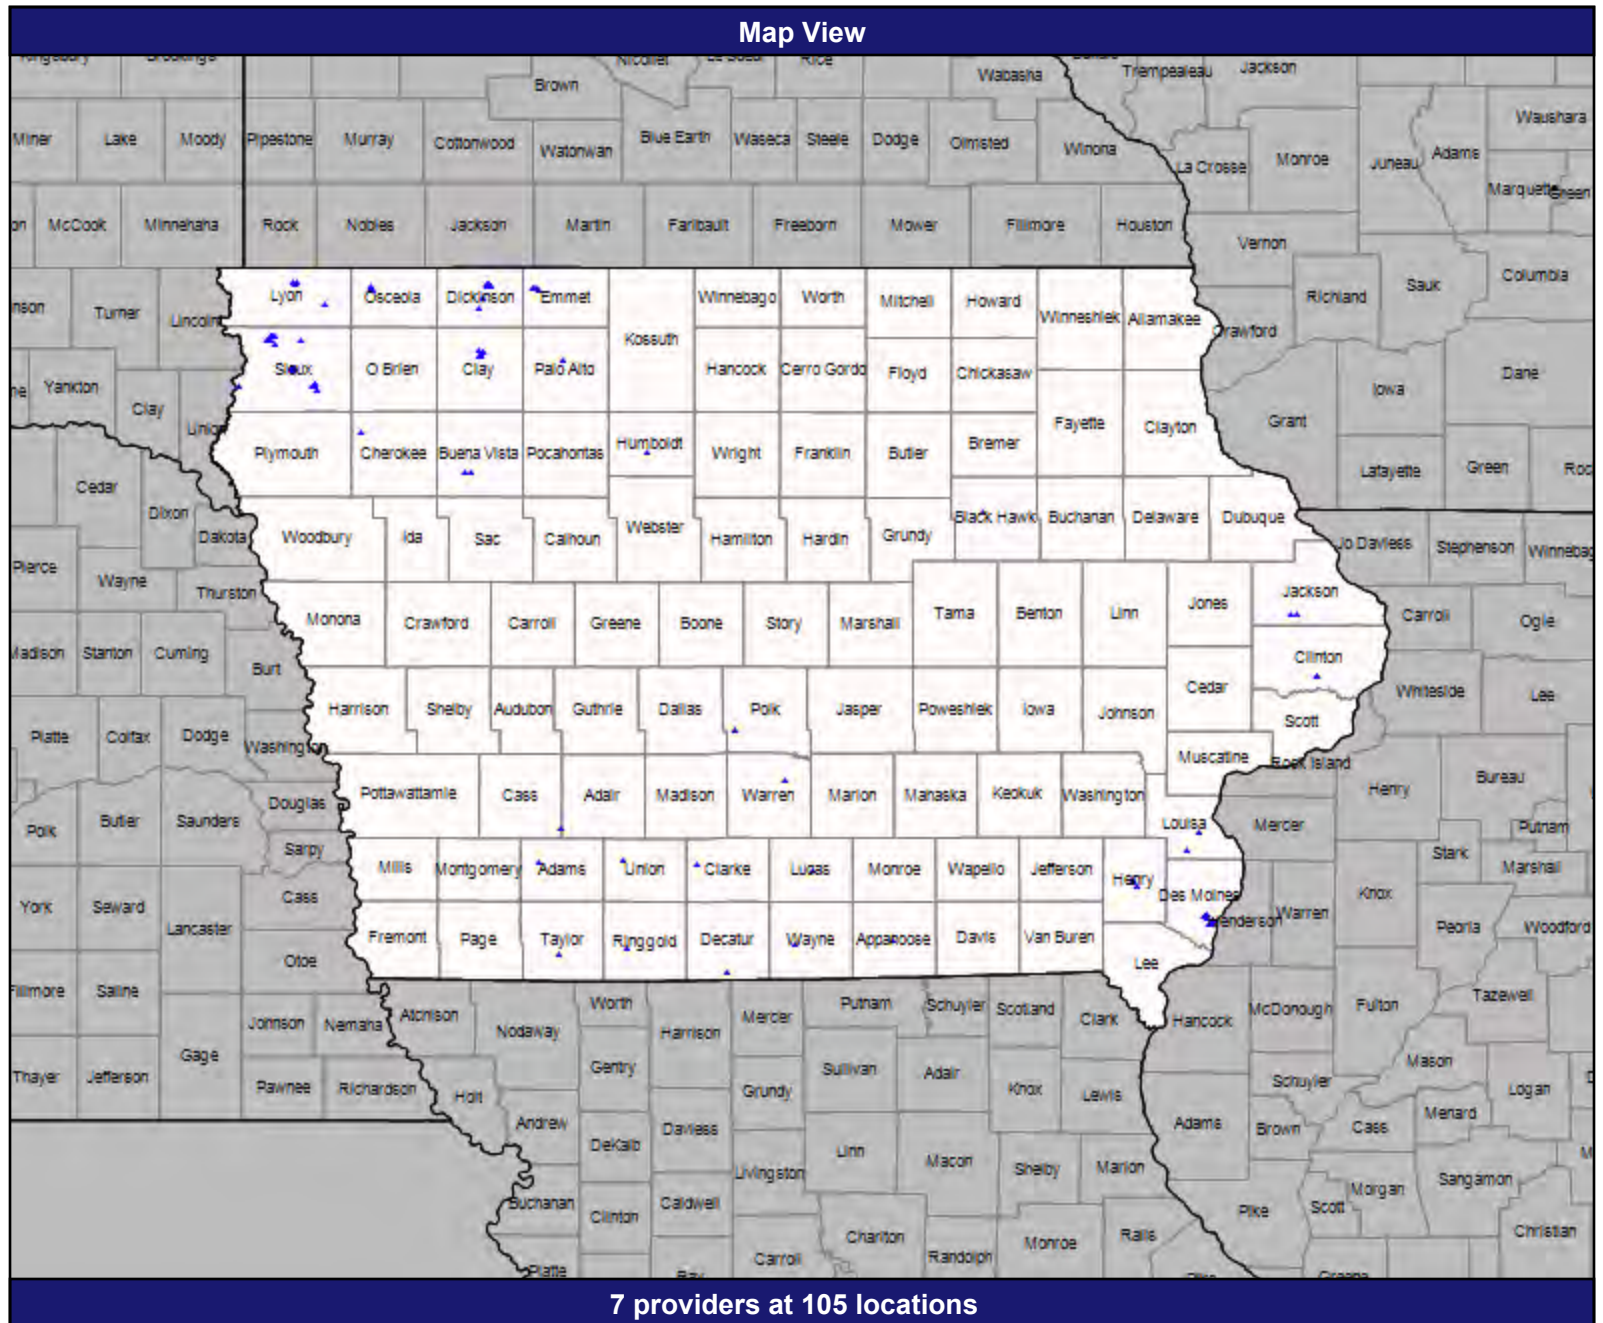 Map View
Nicollet
Rice
Wabasha
Trempealeau
Jackson
Brown
Waushara
Miner
Lake
Moody
Pipestone
Murray
Cottonwood
Watonwan
Blue Earth
Waseca
Steele
Dodge
Olmsted
Winona
La Crosse
Monroe
Juneau
Adams
Marquette
Green
McCook
Minnehaha
Rock
Nobles
Jackson
Martin
Faribault
Freeborn
Mower
Fillmore
Houston
Vernon
Columbia
Sauk
Richland
Turner
Lincoln
Lyon
Osceola
Dickinson
Emmet
Winnebago
Worth
Mitchell
Howard
Winneshiek
Allamakee
Crawford
Kossuth
Yankton
Clay
Union
Sioux
O Brien
Clay
Palo Alto
Hancock
Cerro Gordo
Floyd
Chickasaw
Iowa
Dane
Grant
Fayette
Clayton
Plymouth
Cherokee
Buena Vista
Pocahontas
Humboldt
Wright
Franklin
Butler
Bremer
Lafayette
Green
Cedar
Dixon
Dakota
Woodbury
Ida
Sac
Calhoun
Webster
Hamilton
Hardin
Grundy
Black Hawk
Buchanan
Delaware
Dubuque
Jo Daviess
Stephenson
Winnebag
Pierce
Wayne
Thurston
Monona
Crawford
Carroll
Greene
Boone
Story
Marshall
Tama
Benton
Linn
Jones
Jackson
Carroll
Ogle
Madison
Stanton
Cuming
Burt
Clinton
Whiteside
Lee
Harrison
Shelby
Audubon
Guthrie
Dallas
Polk
Jasper
Poweshiek
Iowa
Johnson
Cedar
Scott
Platte
Colfax
Dodge
Washington
Muscatine
Rock Island
Henry
Bureau
Pottawattamie
Cass
Adair
Madison
Warren
Marion
Mahaska
Keokuk
Washington
Louisa
Mercer
Putnam
Polk
Butler
Saunders
Douglas
Sarpy
Stark
Marshall
Mills
Montgomery
Adams
Union
Clarke
Lucas
Monroe
Wapello
Jefferson
Henry
Des Moines
Henderson
Warren
Knox
Peoria
Woodford
York
Seward
Lancaster
Cass
Otoe
Fremont
Page
Taylor
Ringgold
Decatur
Wayne
Appanoose
Davis
Van Buren
Lee
Fillmore
Saline
Johnson
Nemaha
Atchison
Nodaway
Worth
Harrison
Mercer
Putnam
Schuyler
Scotland
Clark
Hancock
McDonough
Fulton
Tazewell
Gage
Thayer
Jefferson
Pawnee
Richardson
Holt
Gentry
Grundy
Sullivan
Adair
Knox
Lewis
Schuyler
Mason
Logan
Andrew
DeKalb
Daviess
Livingston
Linn
Macon
Shelby
Marion
Adams
Brown
Cass
Menard
Buchanan
Clinton
Caldwell
Chariton
Randolph
Monroe
Ralls
Pike
Scott
Morgan
Sangamon
Christian
Platte
Ray
Carroll
7 providers at 105 locations